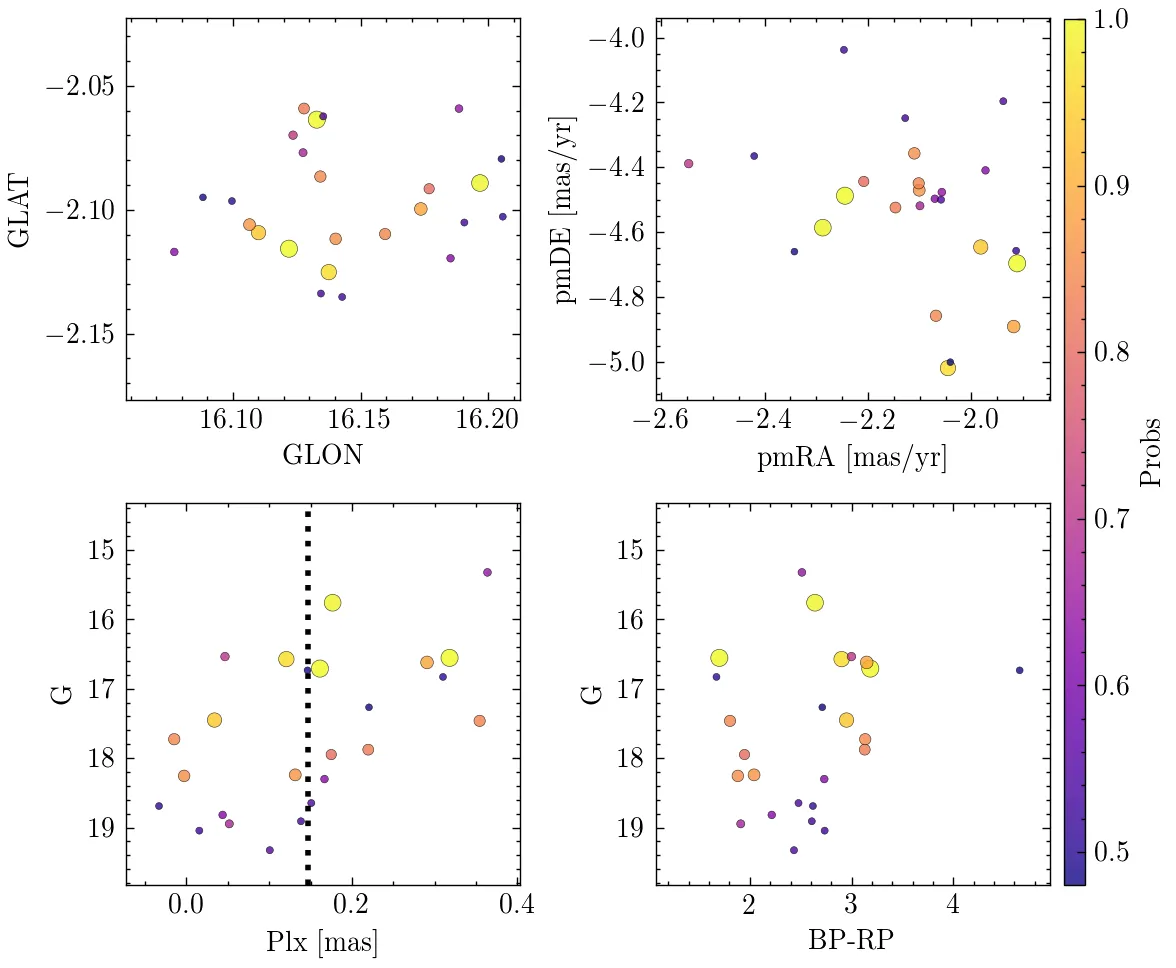 −2.05
−2.10
−2.15
GLAT
16.10 16.15 16.20
GLON
−4.0
−4.2
−4.4
−4.6
−4.8
−5.0
pmDE [mas/yr]
−2.6 −2.4 −2.2 −2.0
pmRA [mas/yr]
1.0
0.9
0.8
0.7
0.6
0.5
Probs
15
16
17
18
19
G
0.0 0.2 0.4
Plx [mas]
15
16
17
18
19
G
2 3 4
BP-RP